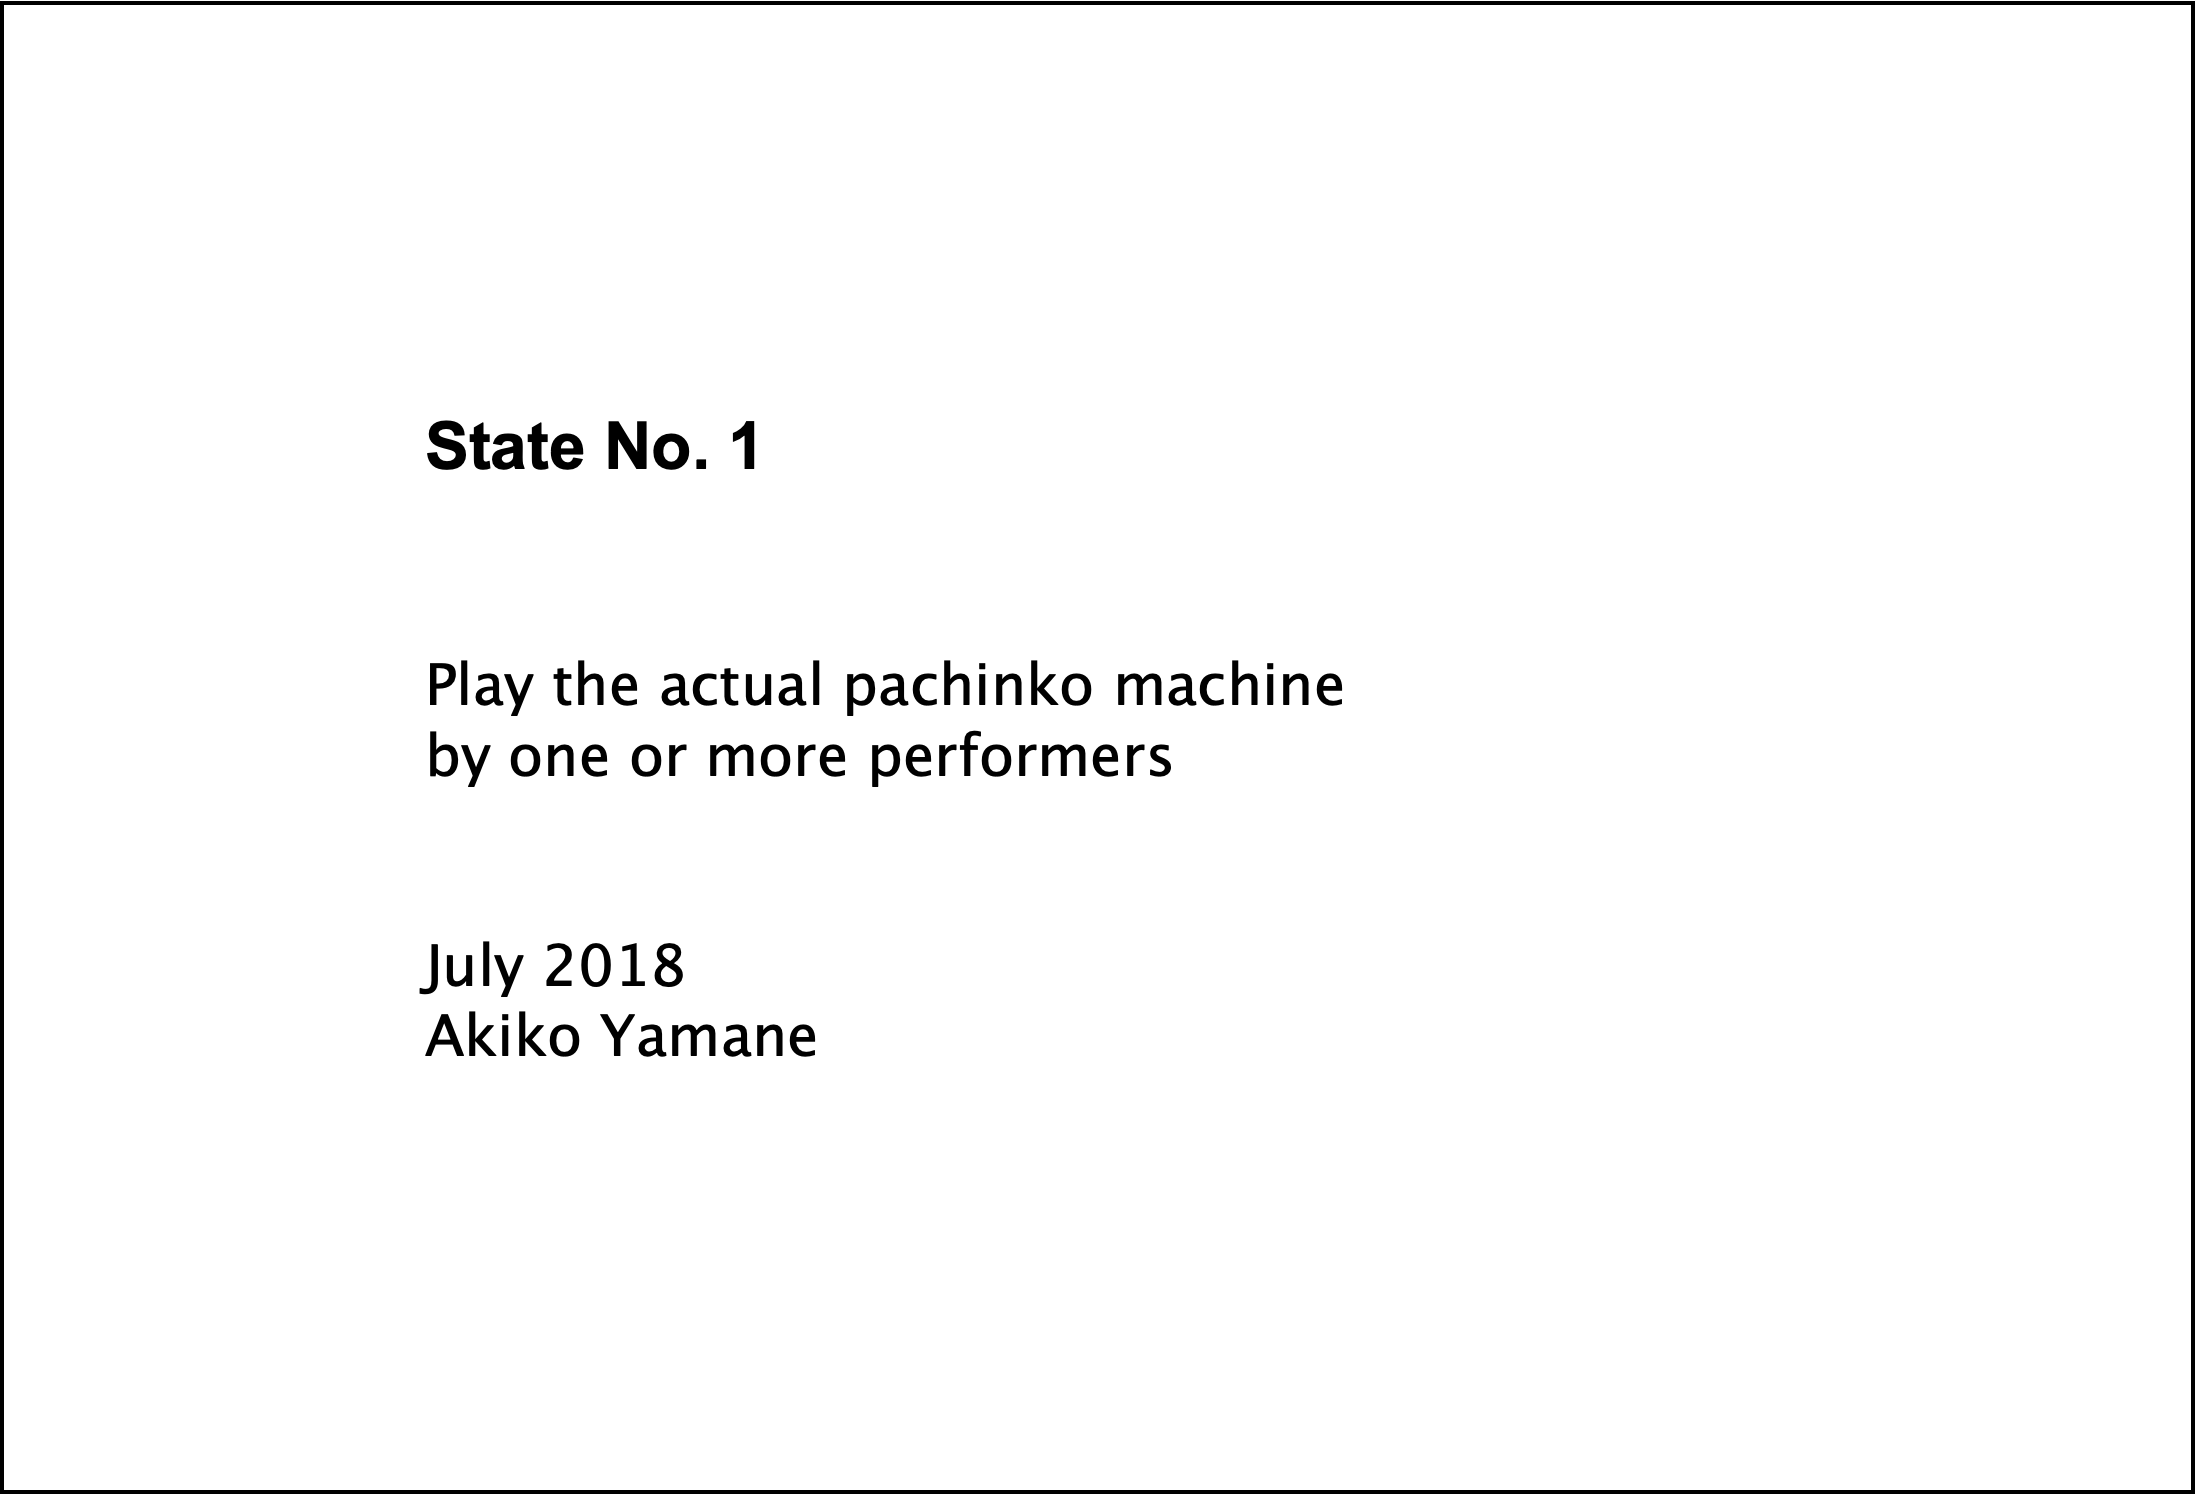 State No. 1
Play the actual pachinko machine
by one or more performers
July 2018
Akiko Yamane